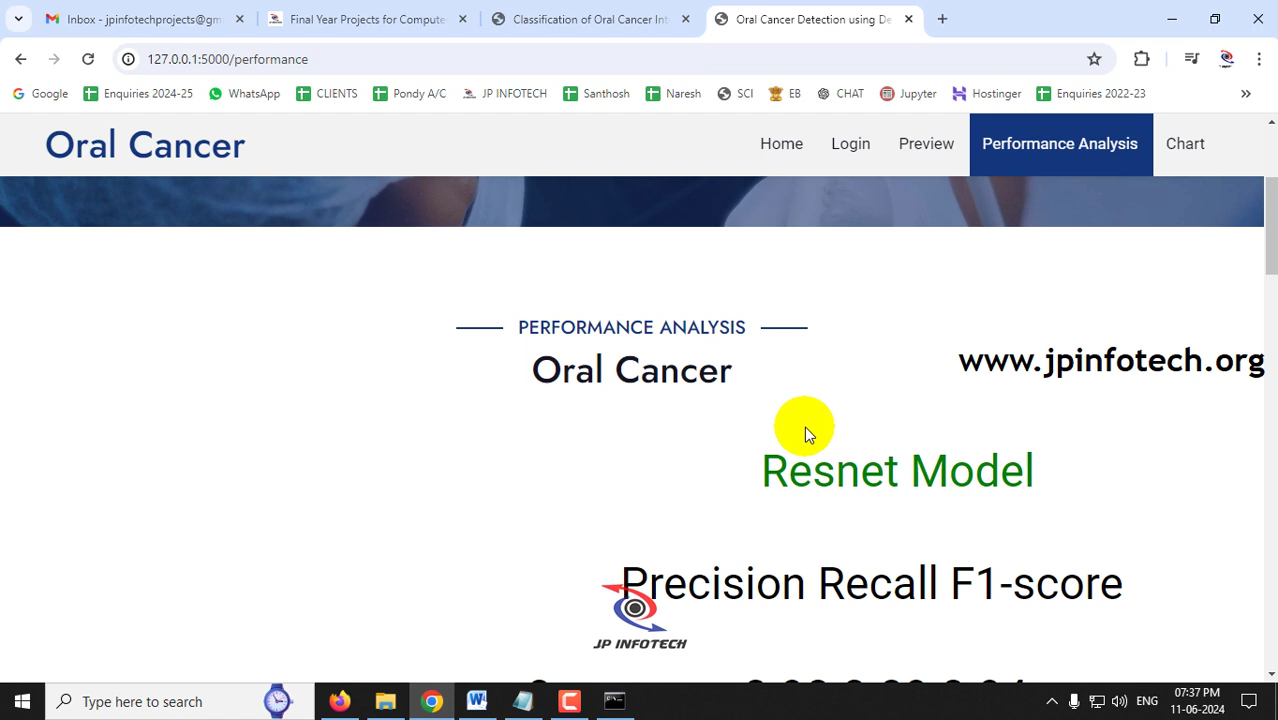 Inbox - jpinfotechprojects@gm
Final Year Projects for Compute
Classification of Oral Cancer Int
Oral Cancer Detection using De
127.0.0.1:5000/performance
Google
Enquiries 2024-25
WhatsApp
CLIENTS
Pondy A/C
JP INFOTECH
Santhosh
Naresh
SCI
EB
CHAT
Jupyter
Hostinger
Enquiries 2022-23
Oral Cancer
Home
Login
Preview
Performance Analysis
Chart
PERFORMANCE ANALYSIS
Oral Cancer
www.jpinfotech.org
Resnet Model
Precision Recall F1-score
JP INFOTECH
Type here to search
ENG
07:37 PM
11-06-2024